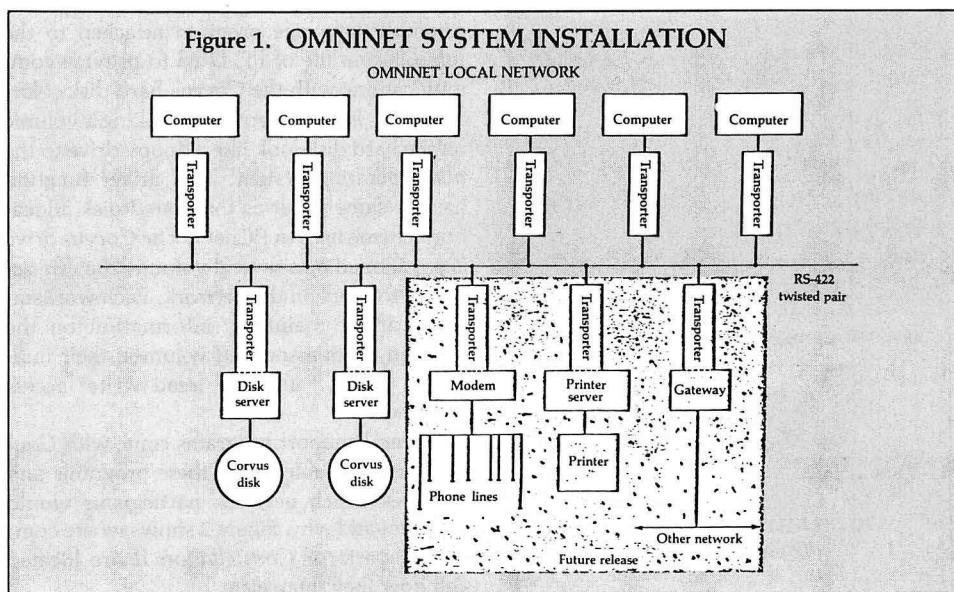 Figure 1. OMNINET SYSTEM INSTALLATION
OMNINET LOCAL NETWORK
Computer Computer Computer Computer Computer Computer
Transporter Transporter Transporter Transporter Transporter Transporter
RS-422
twisted pair
Transporter Transporter Transporter Transporter Transporter
Disk
server
Disk
server
Modem
Printer
server
Gateway
Corvus
disk
Corvus
disk
Phone lines
Printer
Other network
Future release